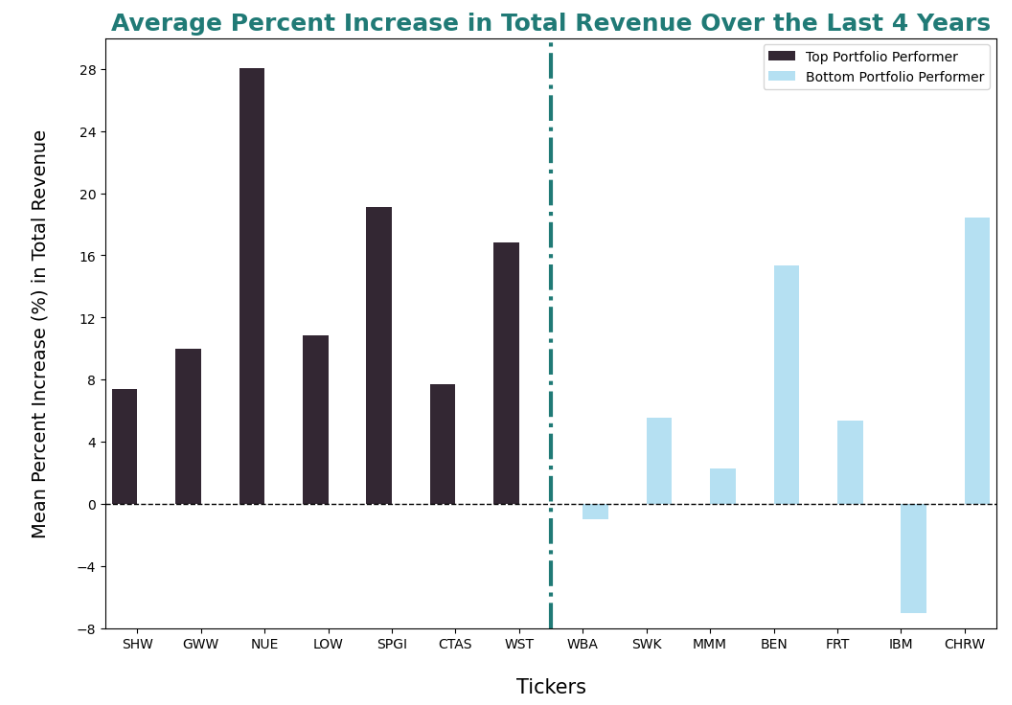 Average Percent Increase in Total Revenue Over the Last 4 Years
Top Portfolio Performer
Bottom Portfolio Performer
Mean Percent Increase (%) in Total Revenue
28
24
20
16
12
8
4
0
−4
−8
SHW GWW NUE LOW SPGI CTAS WST WBA SWK MMM BEN FRT IBM CHRW
Tickers